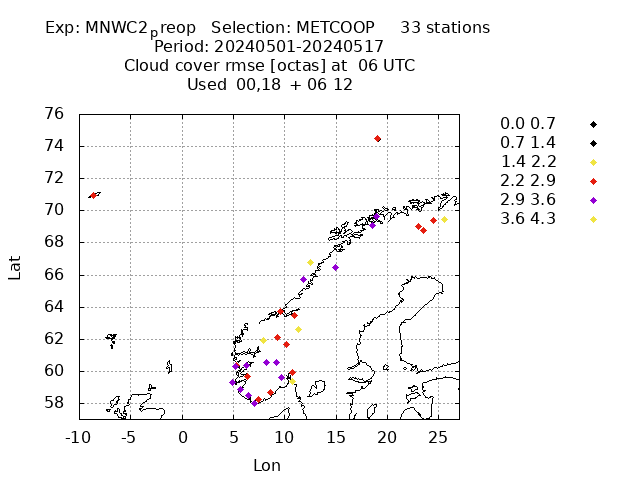 Exp: MNWC2preop Selection: METCOOP 33 stations
Period: 20240501-20240517
Cloud cover rmse [octas] at 06 UTC
Used 00,18 + 06 12
76
74
72
70
68
66
64
62
60
58
-10 -5 0 5 10 15 20 25
Lat
Lon
0.0 0.7
0.7 1.4
1.4 2.2
2.2 2.9
2.9 3.6
3.6 4.3